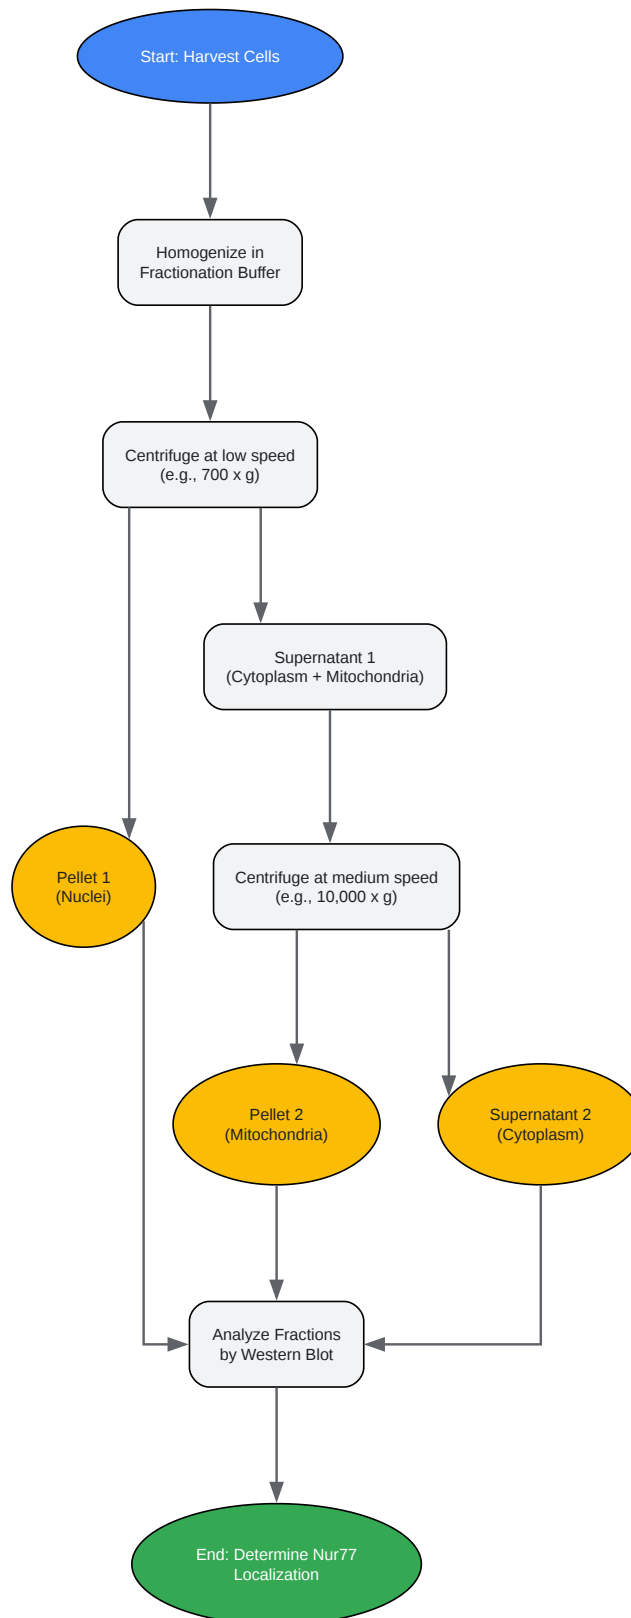 Start: Harvest Cells
Homogenize in
Fractionation Buffer
Centrifuge at low speed
(e.g., 700 x g)
Supernatant 1
(Cytoplasm + Mitochondria)
Pellet 1
(Nuclei)
Centrifuge at medium speed
(e.g., 10,000 x g)
Pellet 2
(Mitochondria)
Supernatant 2
(Cytoplasm)
Analyze Fractions
by Western Blot
End: Determine Nur77
Localization